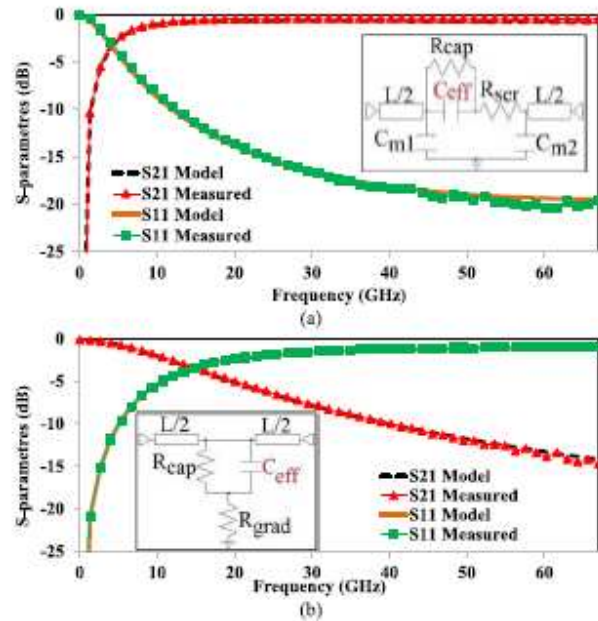 0
-5
-10
-15
-20
-25
S-parametres (dB)
Rcap
L/2
Ceff
Rser
L/2
Cm1
Cm2
S21 Model
S21 Measured
S11 Model
S11 Measured
0 10 20 30 40 50 60
Frequency (GHz)
(a)
0
-5
-10
-15
-20
-25
S-parametres (dB)
L/2
L/2
Rcap
Ceff
Rgrad
S21 Model
S21 Measured
S11 Model
S11 Measured
0 10 20 30 40 50 60
Frequency (GHz)
(b)